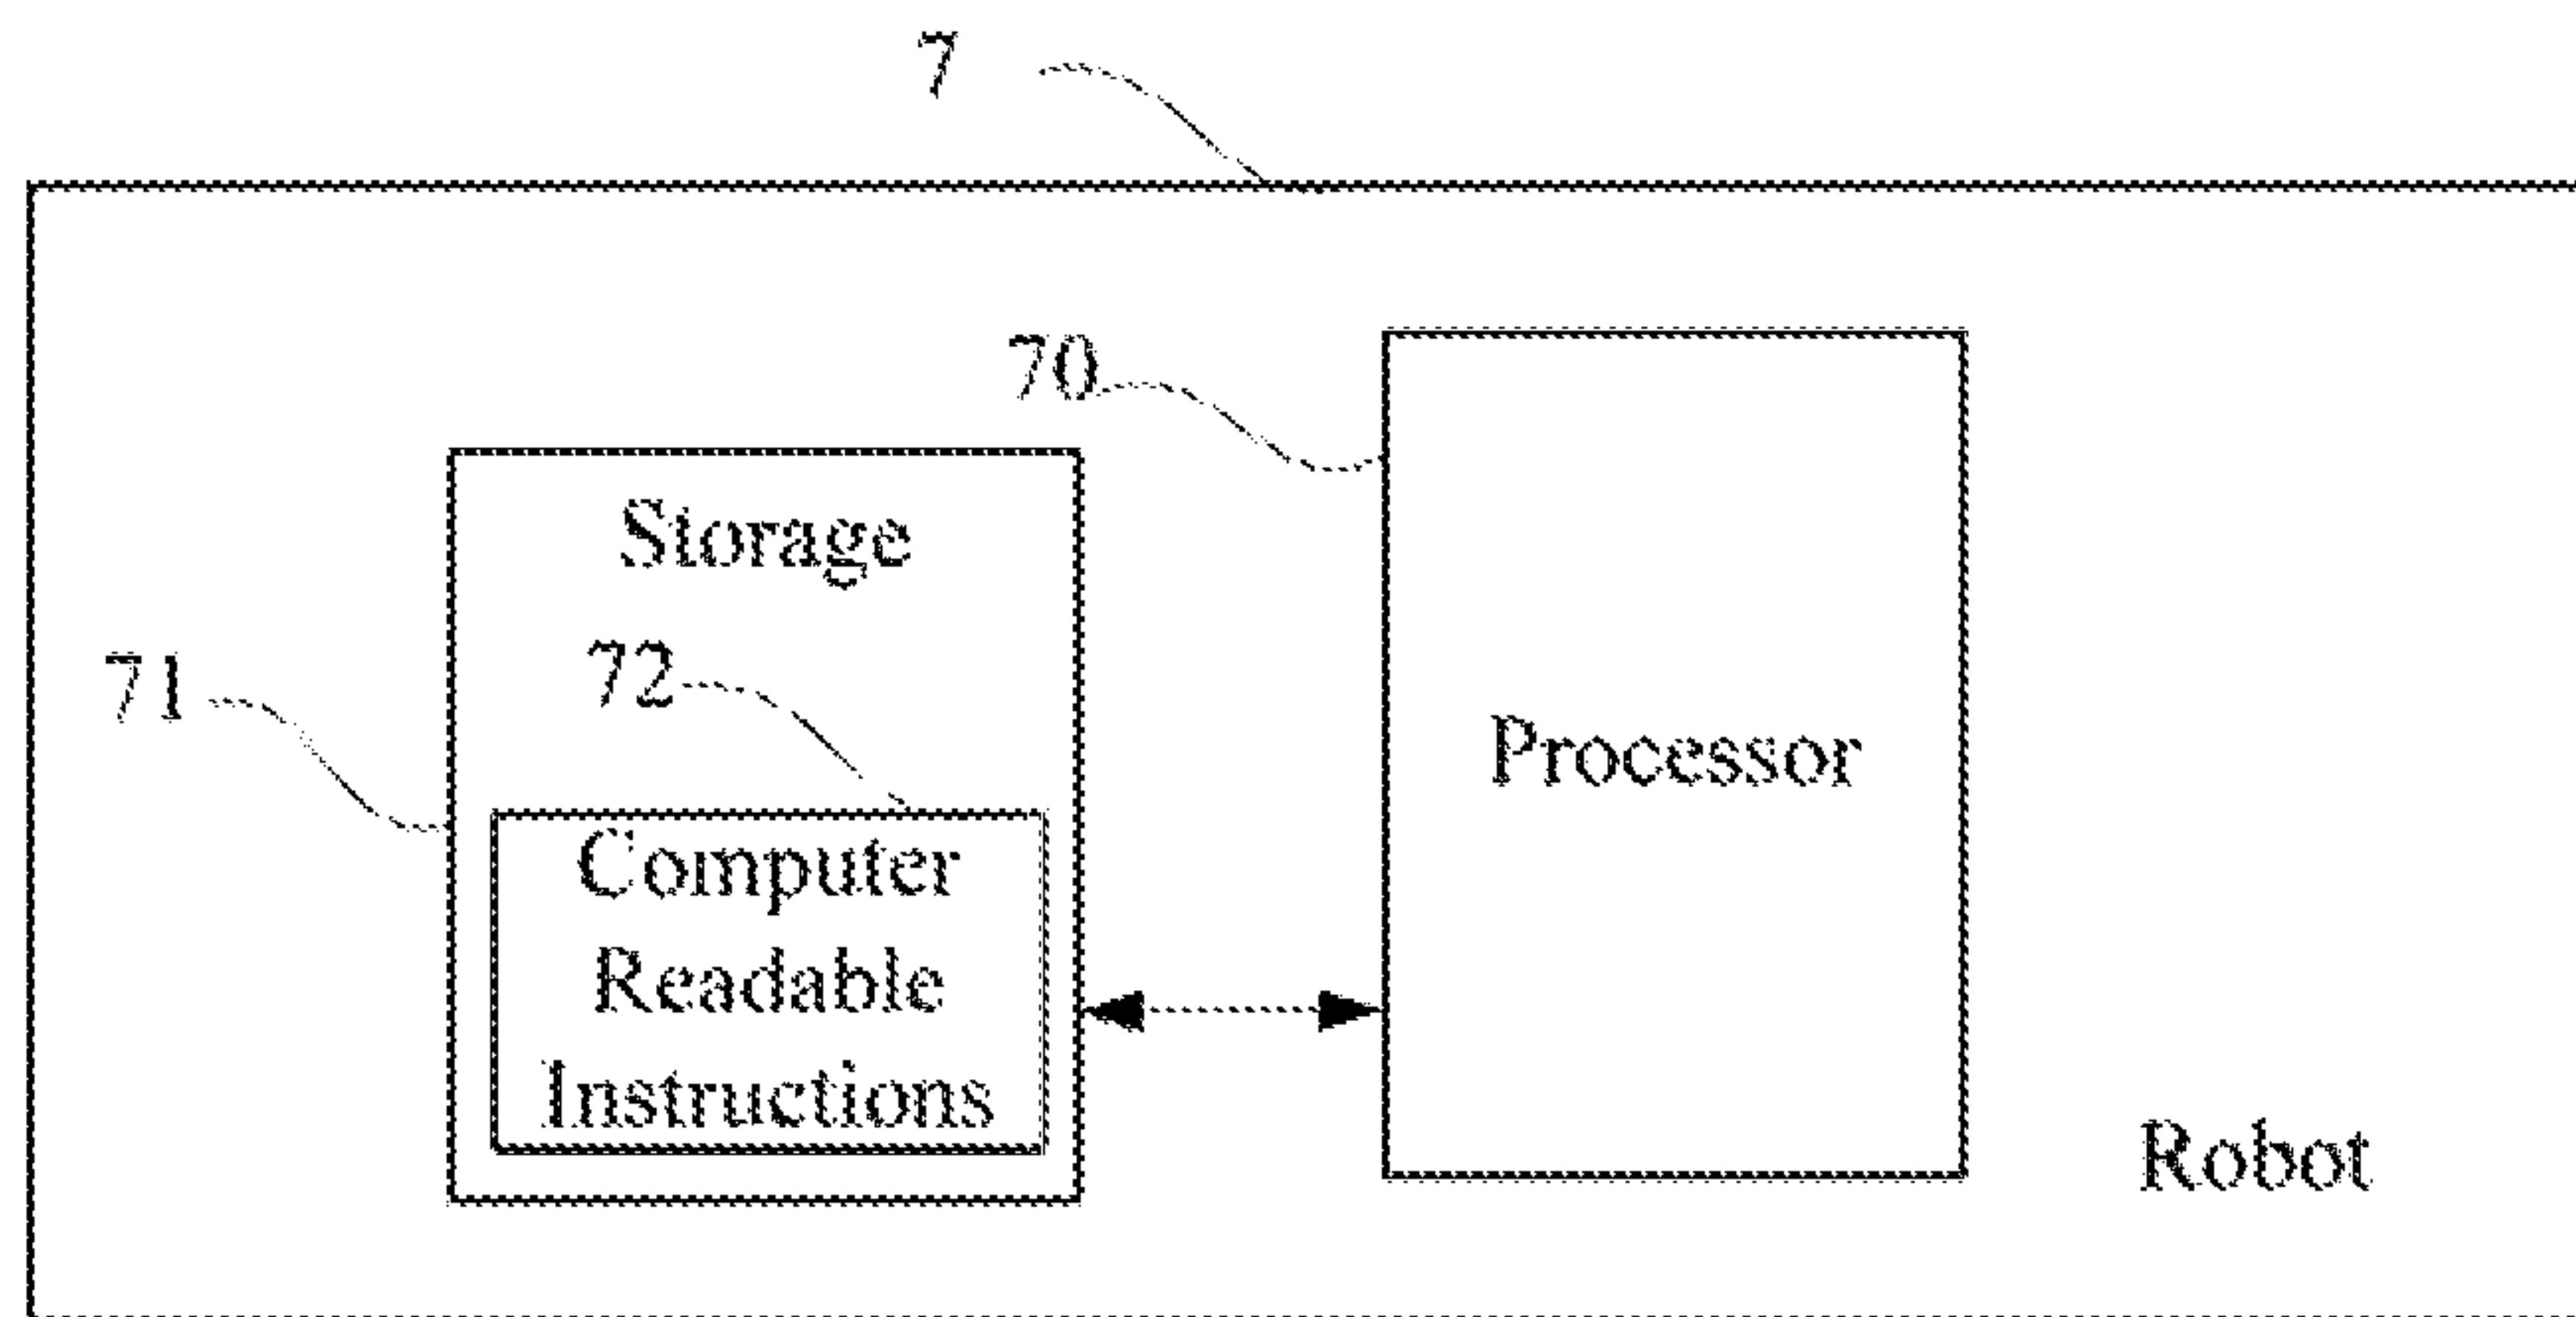 7
70
Storage
71
72
Processor
Computer
Readable
Instructions
Robot